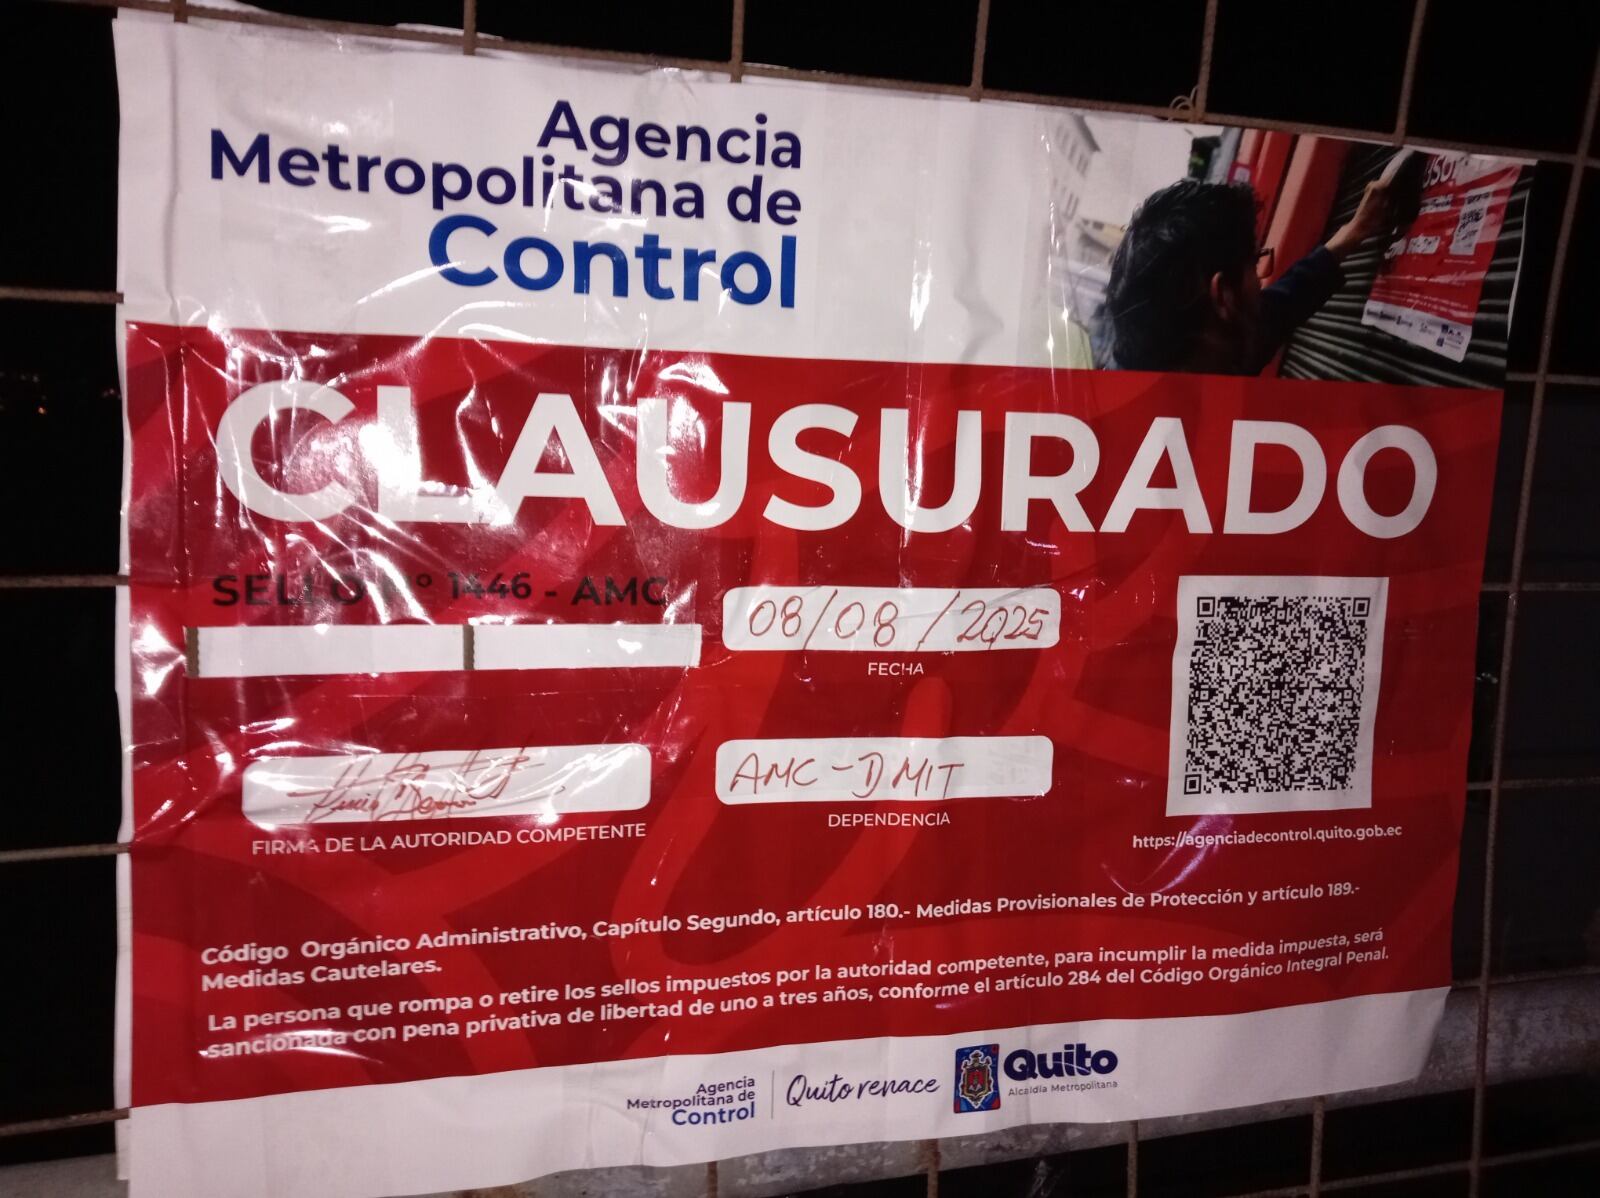 Agencia
Metropolitana de
Control
CLAUSURADO
SELLO Nº 1446 - AMC
08/08/2025
FECHA
FIRMA DE LA AUTORIDAD COMPETENTE
AMC-DMIT
DEPENDENCIA
https://agenciadecontrol.quito.gob.ec
Código Orgánico Administrativo, Capítulo Segundo, artículo 180.- Medidas Provisionales de Protección y artículo 189.-
Medidas Cautelares.
La persona que rompa o retire los sellos impuestos por la autoridad competente, para incumplir la medida impuesta, será
sancionada con pena privativa de libertad de uno a tres años, conforme el artículo 284 del Código Orgánico Integral Penal.
Agencia
Metropolitana de
Control
Quito renace
Quito
Alcaldía Metropolitana